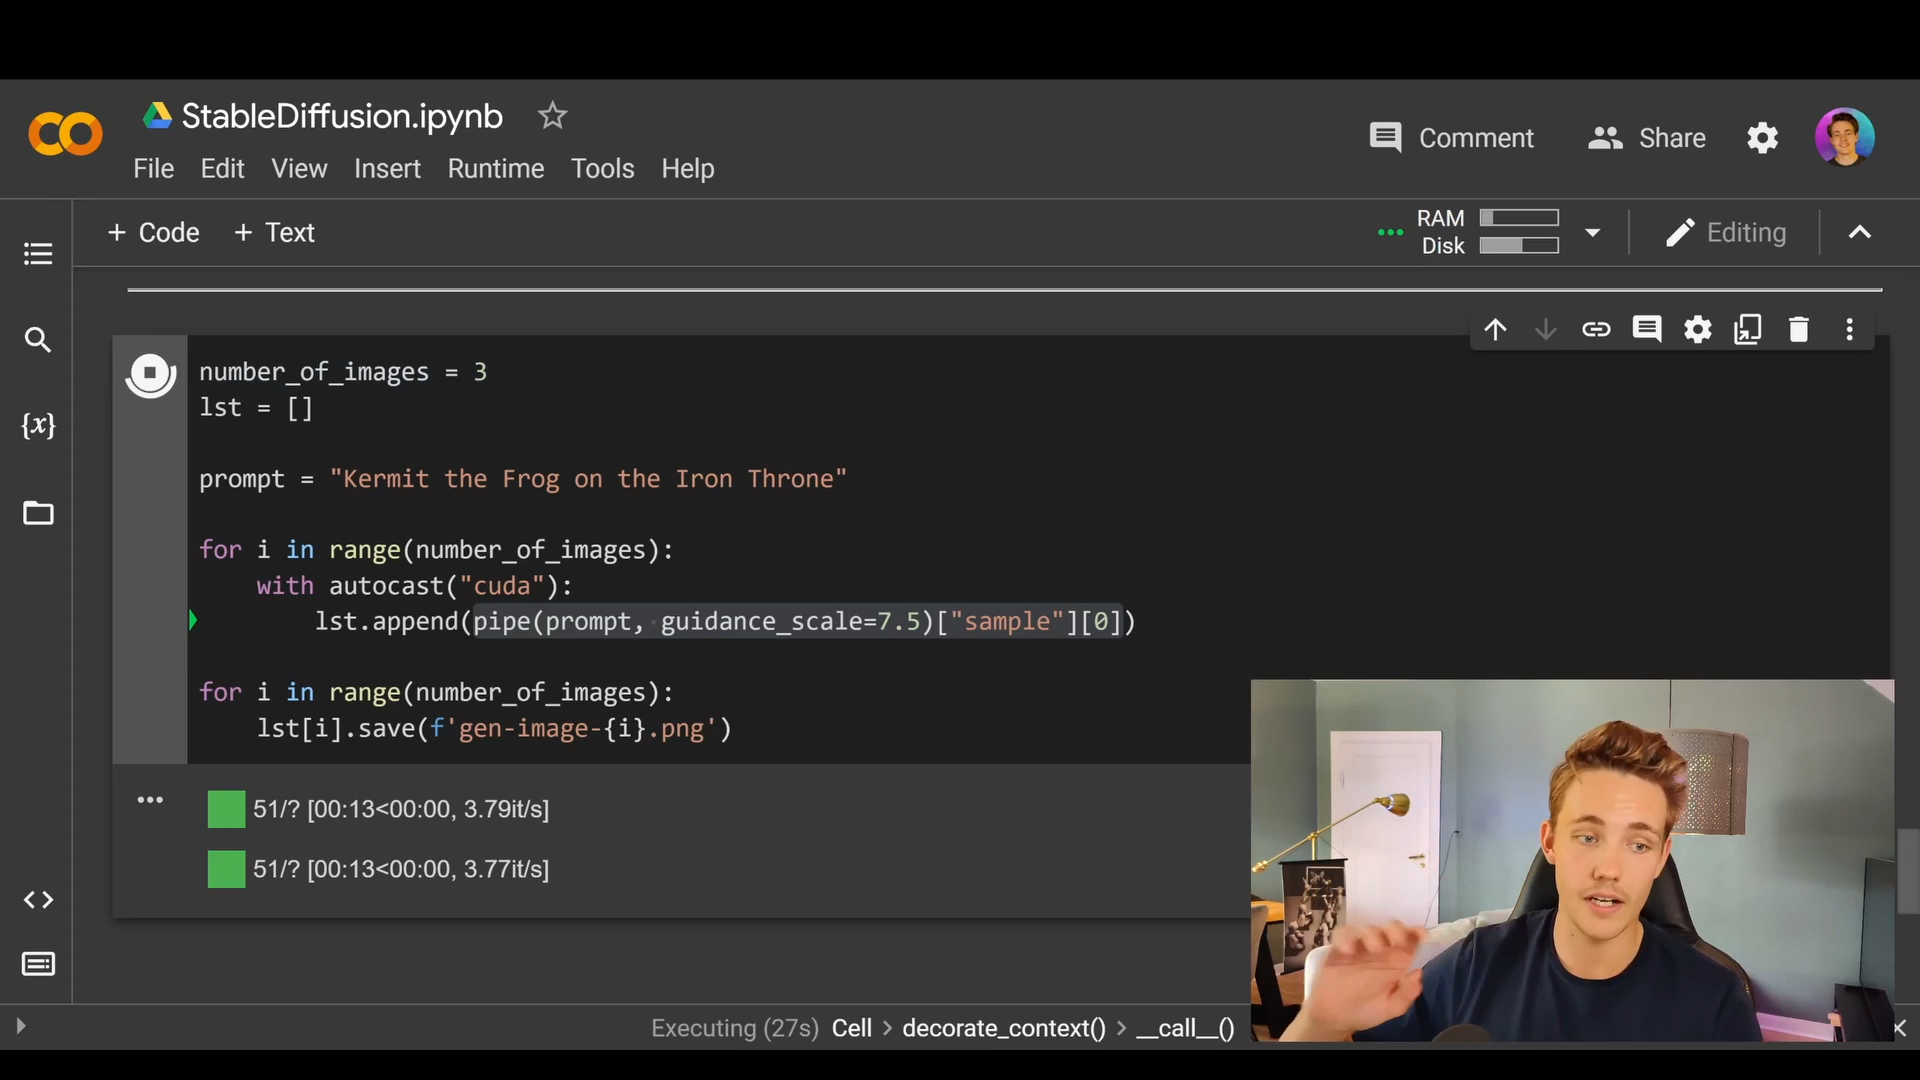 StableDiffusion.ipynb
Comment
Share
File Edit View Insert Runtime Tools Help
+ Code + Text
RAM
Disk
Editing
number_of_images = 3
lst = []
prompt = "Kermit the Frog on the Iron Throne"
for i in range(number_of_images):
with autocast("cuda"):
lst.append(pipe(prompt, guidance_scale=7.5)["sample"][0])
for i in range(number_of_images):
lst[i].save(f'gen-image-{i}.png')
{x}
51/? [00:13<00:00, 3.79it/s]
51/? [00:13<00:00, 3.77it/s]
Executing (27s) Cell > decorate_context() > __call__()